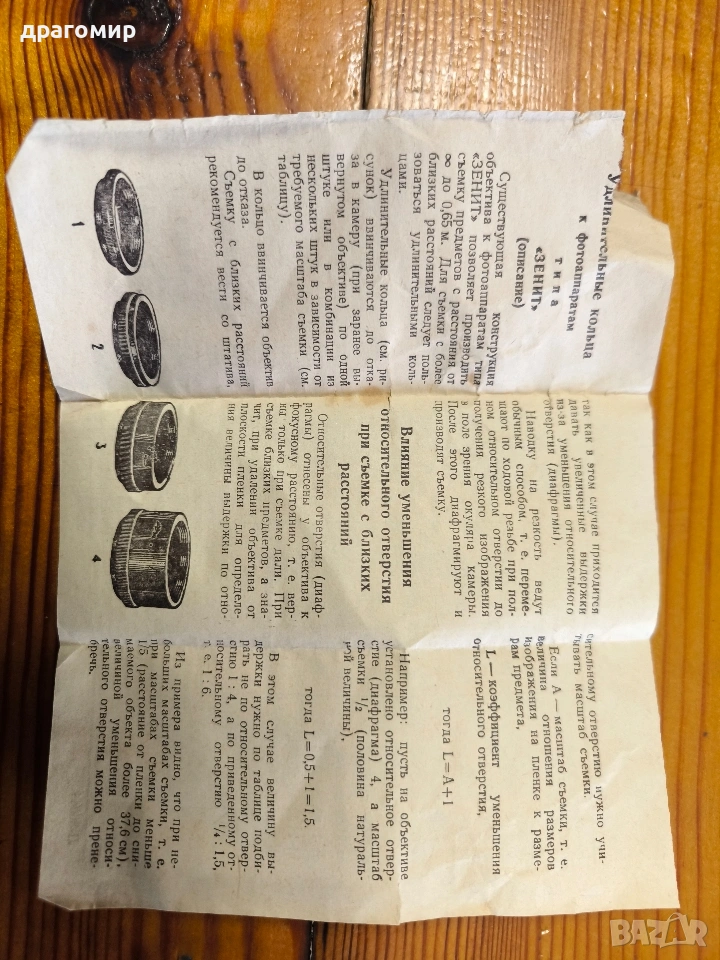 драгомир
Удлинительные кольца
к фотоаппаратам
типа
«ЗЕНИТ»
(описание)
Существующая конструкция
объектива к фотоаппаратам типа
«ЗЕНИТ» позволяет производить
съемку предметов с расстояния от
∞ до 0,65 м. Для съемки с более
близких расстояний следует поль-
зоваться удлинительными коль-
цами.
Удлинительные кольца (см. ри-
сунок) ввинчиваются до отка-
за в камеру (при заранее вы-
вернутом объективе) по одной
штуке или в комбинации из
нескольких штук в зависимости от
требуемого масштаба съемки (см.
таблицу).
В кольцо ввинчивается объектив
до отказа.
Съемку с близких расстояний
рекомендуется вести со штатива,
1
2
3
4
так как в этом случае приходится
давать увеличенные выдержки
из-за уменьшения относительного
отверстия (диафрагмы).
Наводку на резкость ведут
обычным способом, т. е. переме-
щают по ходовой резьбе при пол-
ном относительном отверстии до
получения резкого изображения
в поле зрения окуляра камеры.
После этого диафрагмируют и
производят съемку.
Влияние уменьшения
относительного отверстия
при съемке с близких
расстояний
Относительные отверстия (диаф-
рагмы) отнесены у объектива к
фокусному расстоянию, т. е. вер-
ны только при съемке дали. При
съемке близких предметов, а зна-
чит, при удалении объектива от
плоскости пленки для определе-
ния величины выдержки по отно-
сительному отверстию нужно учи-
тывать масштаб съемки.
Если А — масштаб съемки, т. е.
величина отношения размеров
изображения на пленке к разме-
рам предмета,
L — коэффициент уменьшения
относительного отверстия,
тогда L=A+1
Например: пусть на объективе
установлено относительное отвер-
стие (диафрагма) 4, а масштаб
съемки 1/2 (половина натураль-
ной величины),
тогда L=0,5+1=1,5.
В этом случае величину вы-
держки нужно по таблице подби-
рать не по относительному отвер-
стию 1:4, а по приведенному от-
носительному отверстию 1/4 : 1,5,
т. е. 1 : 6.
Из примера видно, что при не-
больших масштабах съемки, т. е.
при масштабах съемки меньше
1/5 (расстояние от пленки до сни-
маемого объекта более 37,6 см),
величиной уменьшения относи-
тельного отверстия можно прене-
бречь.
BAZAR